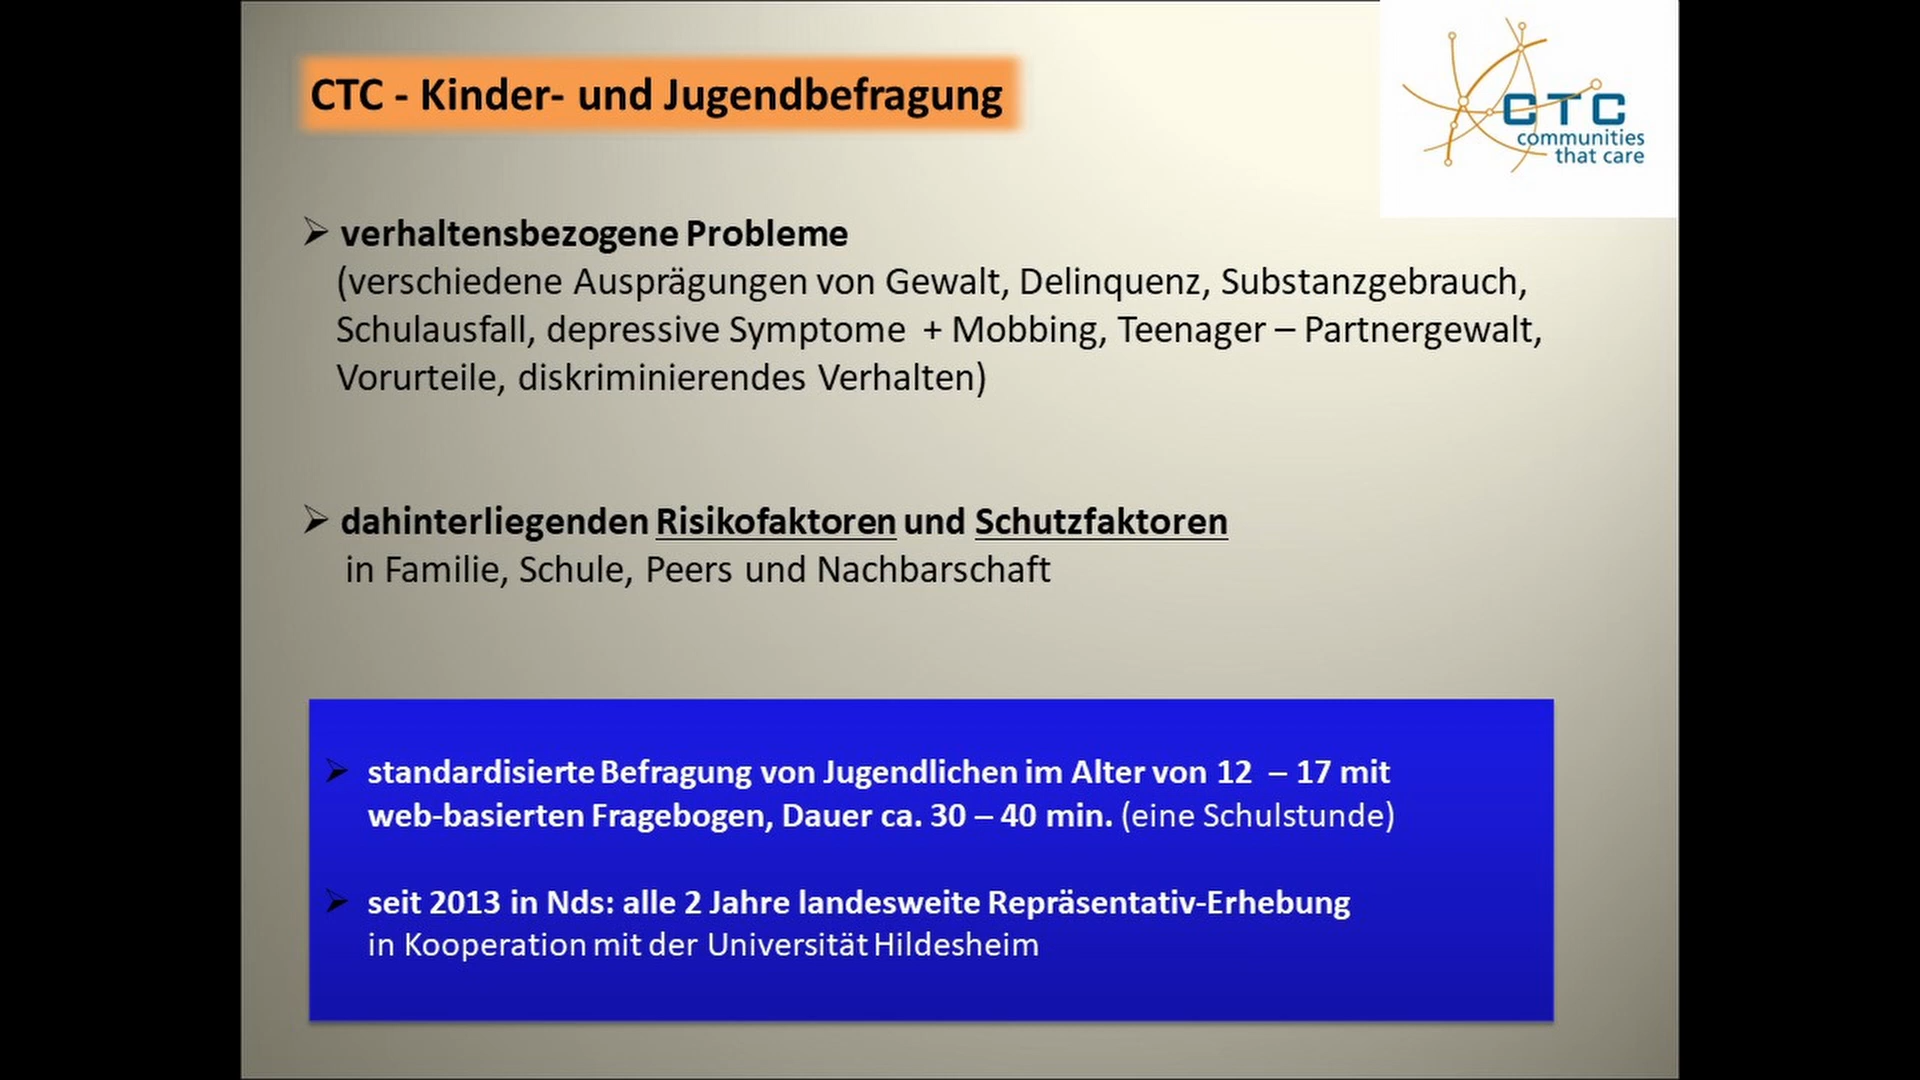 CTC - Kinder- und Jugendbefragung
CTC
communities
that care
➢ verhaltensbezogene Probleme
(verschiedene Ausprägungen von Gewalt, Delinquenz, Substanzgebrauch,
Schulausfall, depressive Symptome + Mobbing, Teenager – Partnergewalt,
Vorurteile, diskriminierendes Verhalten)
➢ dahinterliegenden Risikofaktoren und Schutzfaktoren
in Familie, Schule, Peers und Nachbarschaft
➢ standardisierte Befragung von Jugendlichen im Alter von 12 – 17 mit
web-basierten Fragebogen, Dauer ca. 30 – 40 min. (eine Schulstunde)
➢ seit 2013 in Nds: alle 2 Jahre landesweite Repräsentativ-Erhebung
in Kooperation mit der Universität Hildesheim